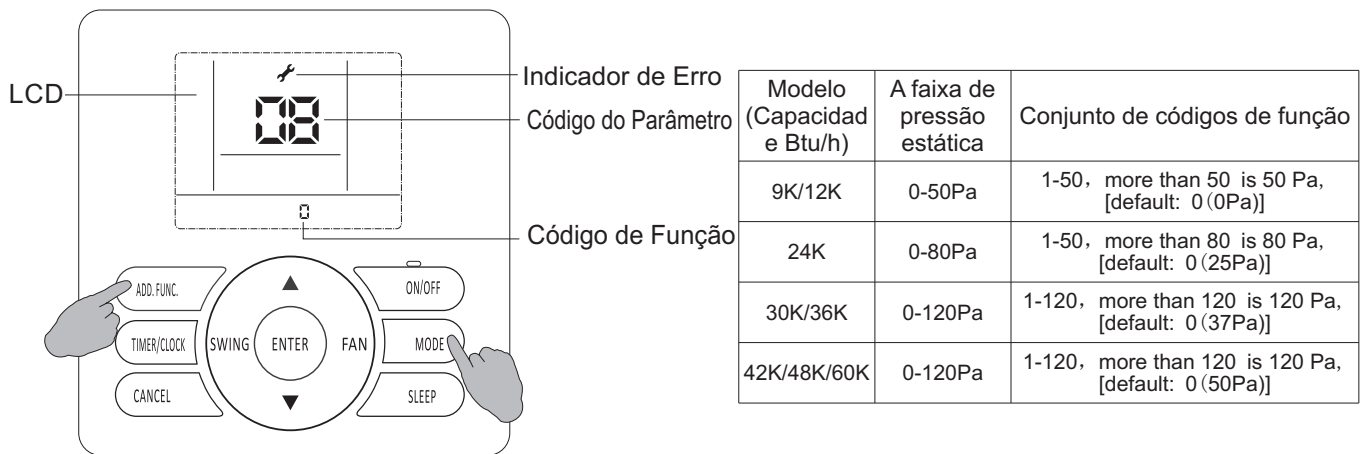 LCD
Indicador de Erro
08
Código do Parâmetro
0
Código de Função
ADD. FUNC.
ON/OFF
TIMER/CLOCK
SWING
ENTER
FAN
MODE
CANCEL
SLEEP
Modelo
(Capacidad
e Btu/h)
A faixa de
pressão
estática
Conjunto de códigos de função
9K/12K
0-50Pa
1-50，more than 50 is 50 Pa,
[default: 0（0Pa)]
24K
0-80Pa
1-50，more than 80 is 80 Pa,
[default: 0（25Pa)]
30K/36K
0-120Pa
1-120，more than 120 is 120 Pa,
[default: 0（37Pa)]
42K/48K/60K
0-120Pa
1-120，more than 120 is 120 Pa,
[default: 0（50Pa)]